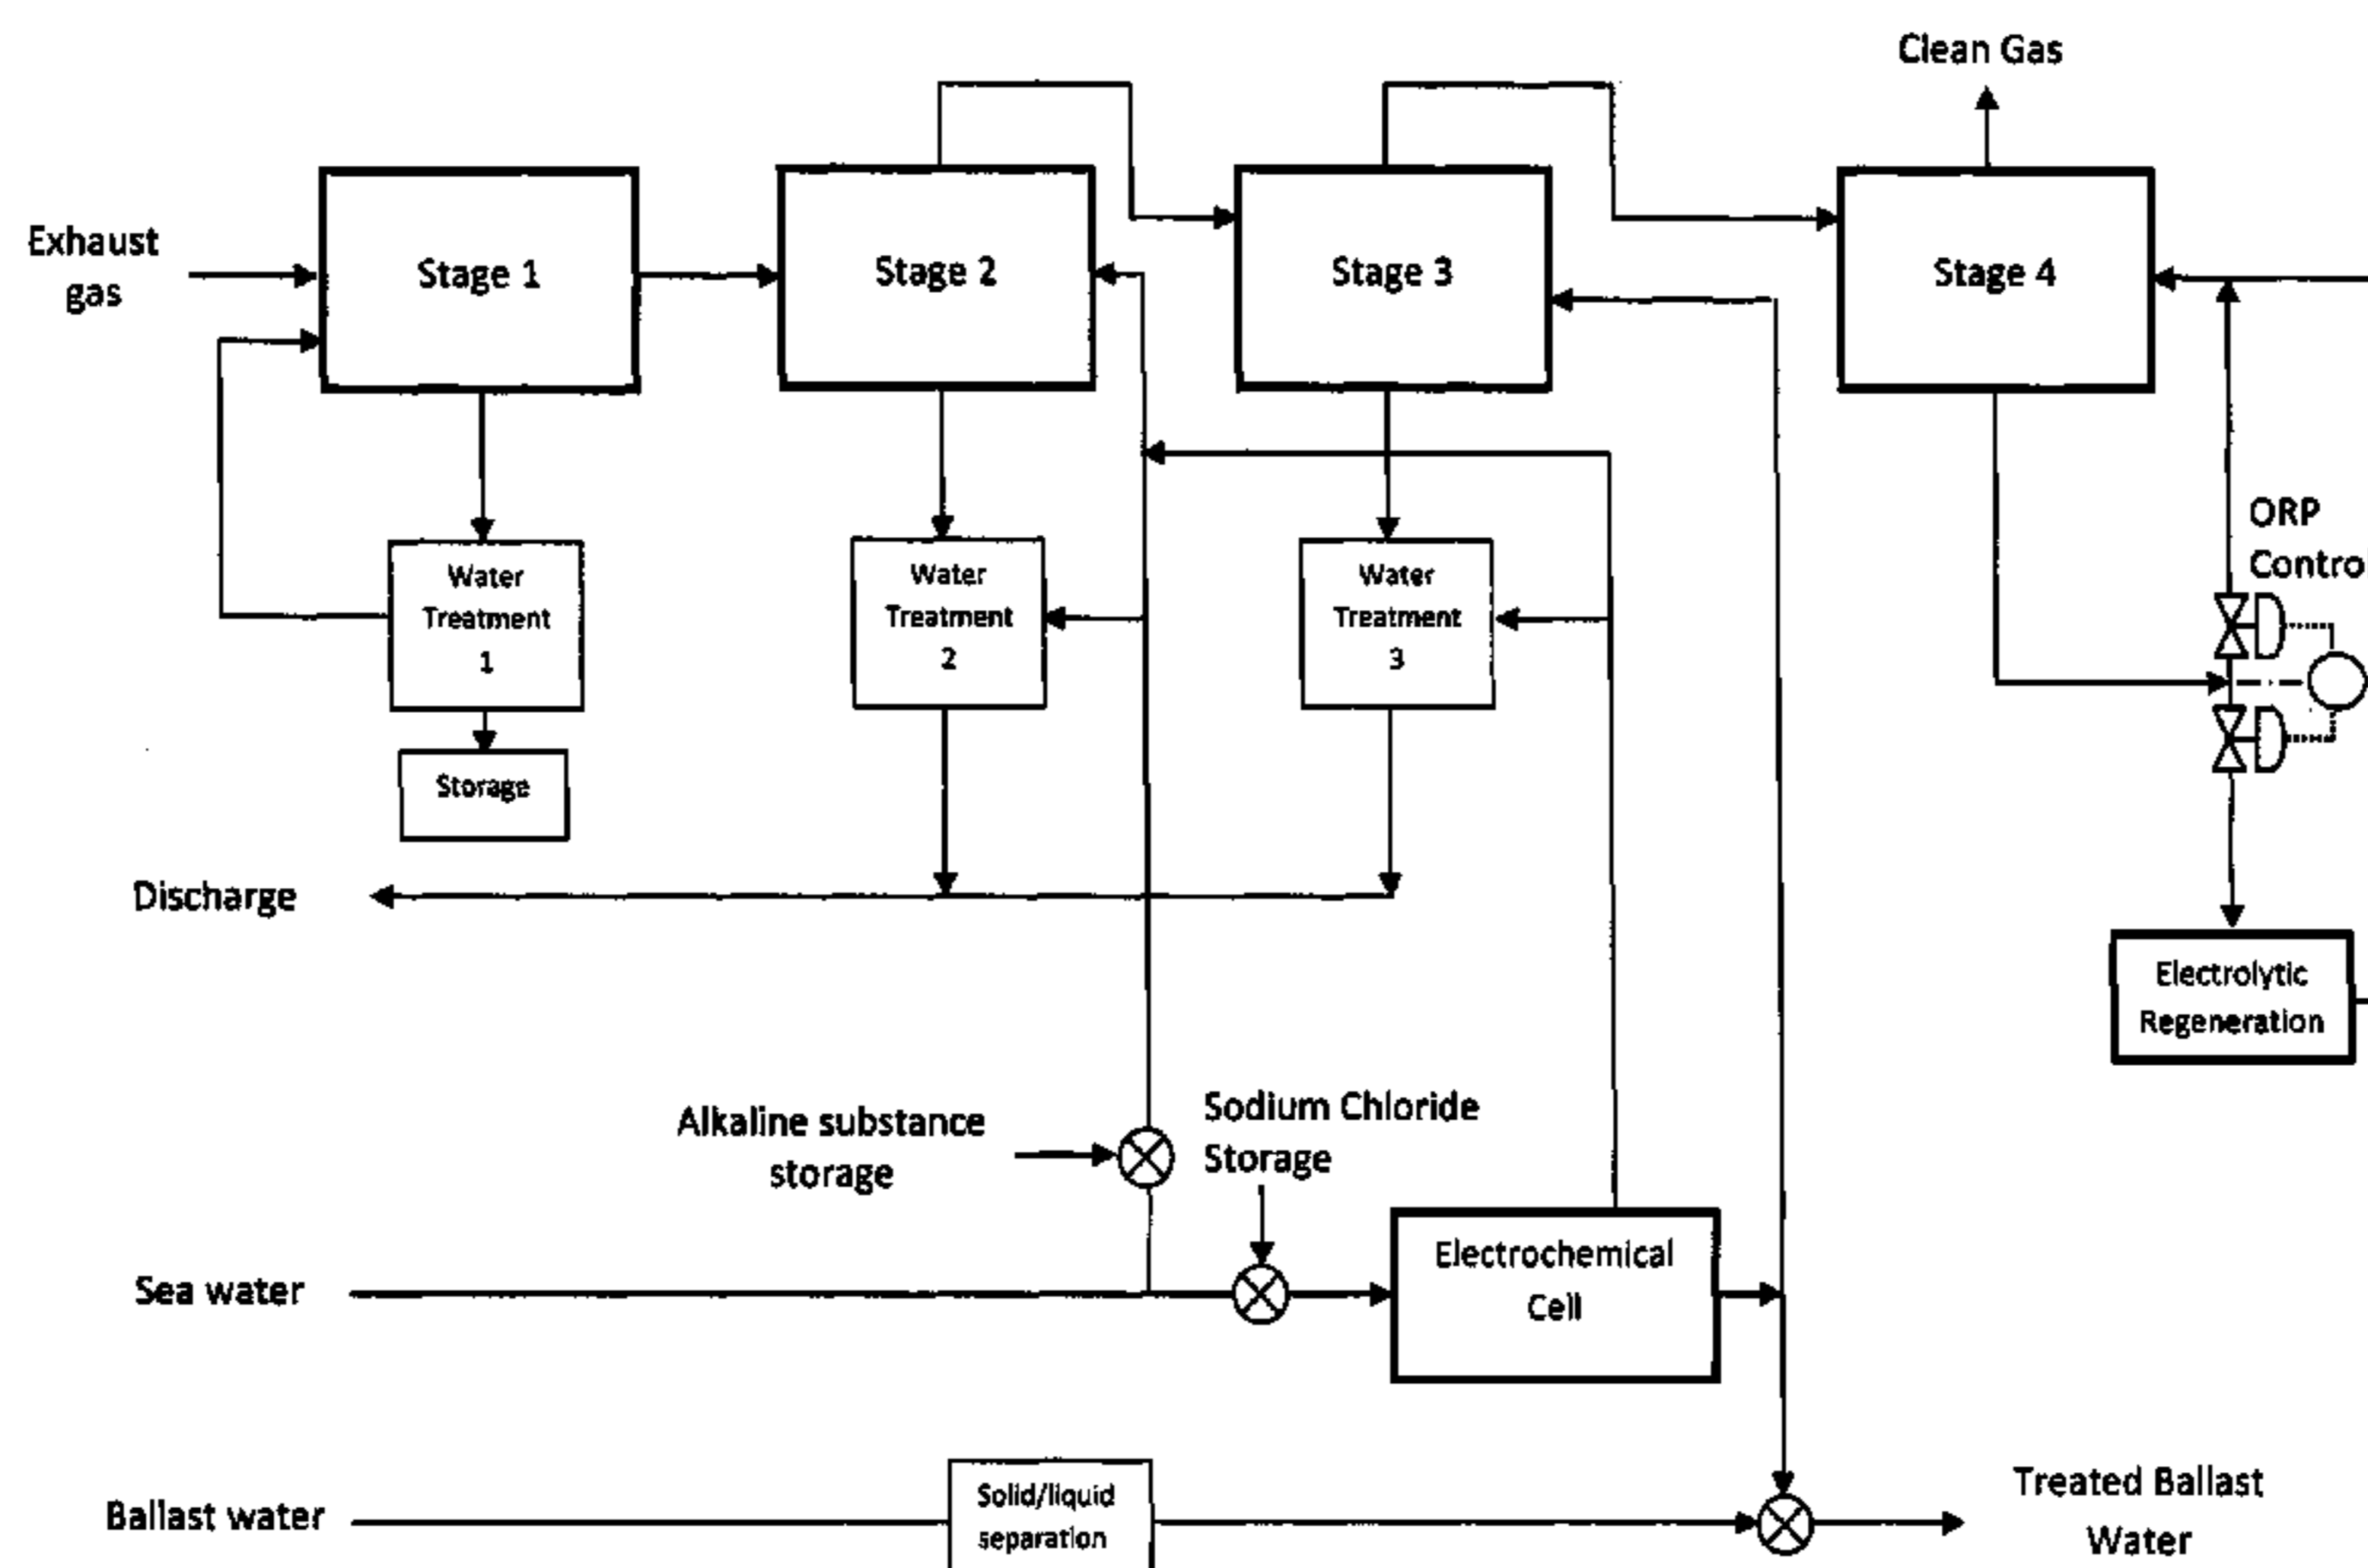 Clean Gas
Exhaust
gas
Stage 1
Stage 2
Stage 3
Stage 4
ORP
Control
Water
Treatment
1
Water
Treatment
2
Water
Treatment
3
Storage
Discharge
Electrolytic
Regeneration
Alkaline substance
storage
Sodium Chloride
Storage
Sea water
Electrochemical
Cell
Ballast water
Solid/liquid
separation
Treated Ballast
Water